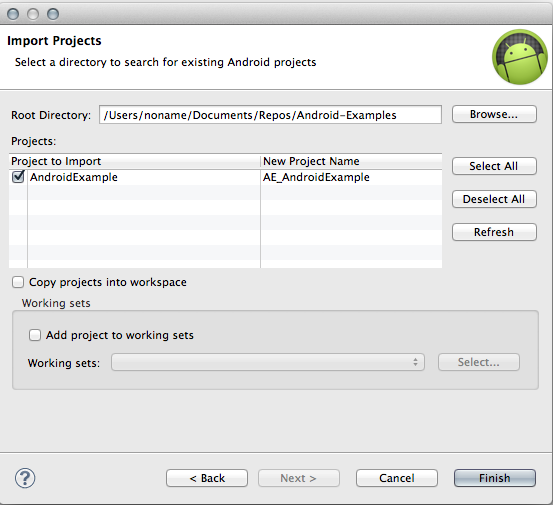 Import Projects
Select a directory to search for existing Android projects
Root Directory: /Users/noname/Documents/Repos/Android-Examples Browse...
Projects:
Project to Import New Project Name
AndroidExample AE_AndroidExample
Select All
Deselect All
Refresh
Copy projects into workspace
Working sets
Add project to working sets
Working sets: Select...
? < Back Next > Cancel Finish